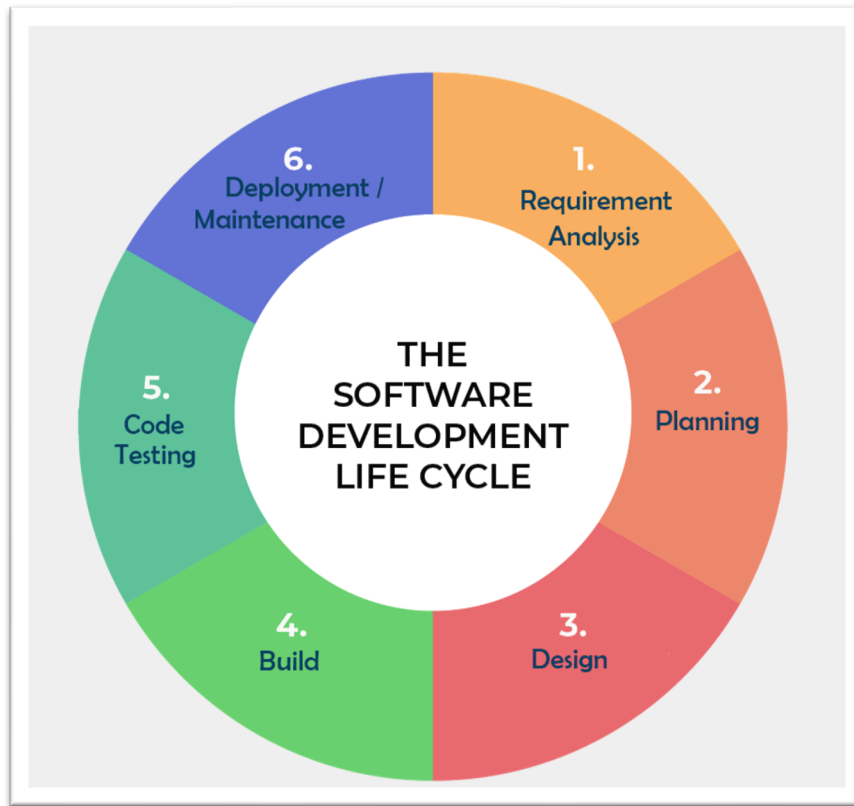 THE
SOFTWARE
DEVELOPMENT
LIFE CYCLE
1.
Requirement
Analysis
2.
Planning
3.
Design
4.
Build
5.
Code
Testing
6.
Deployment /
Maintenance